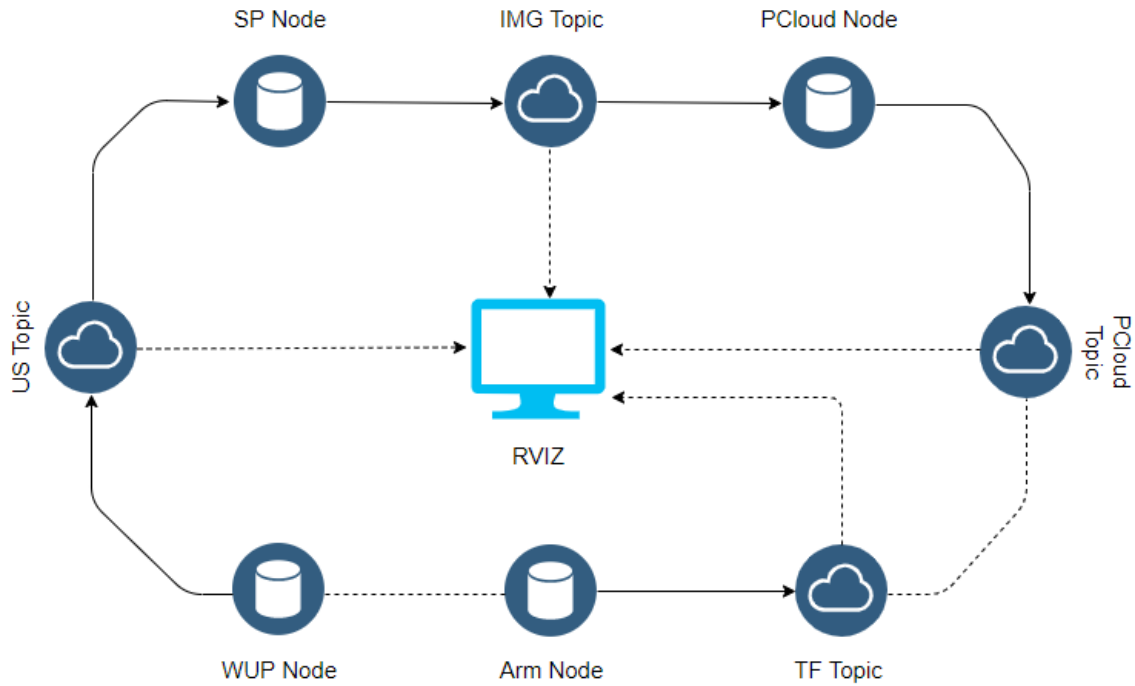 SP Node
IMG Topic
PCloud Node
US Topic
PCloud
Topic
RVIZ
WUP Node
Arm Node
TF Topic